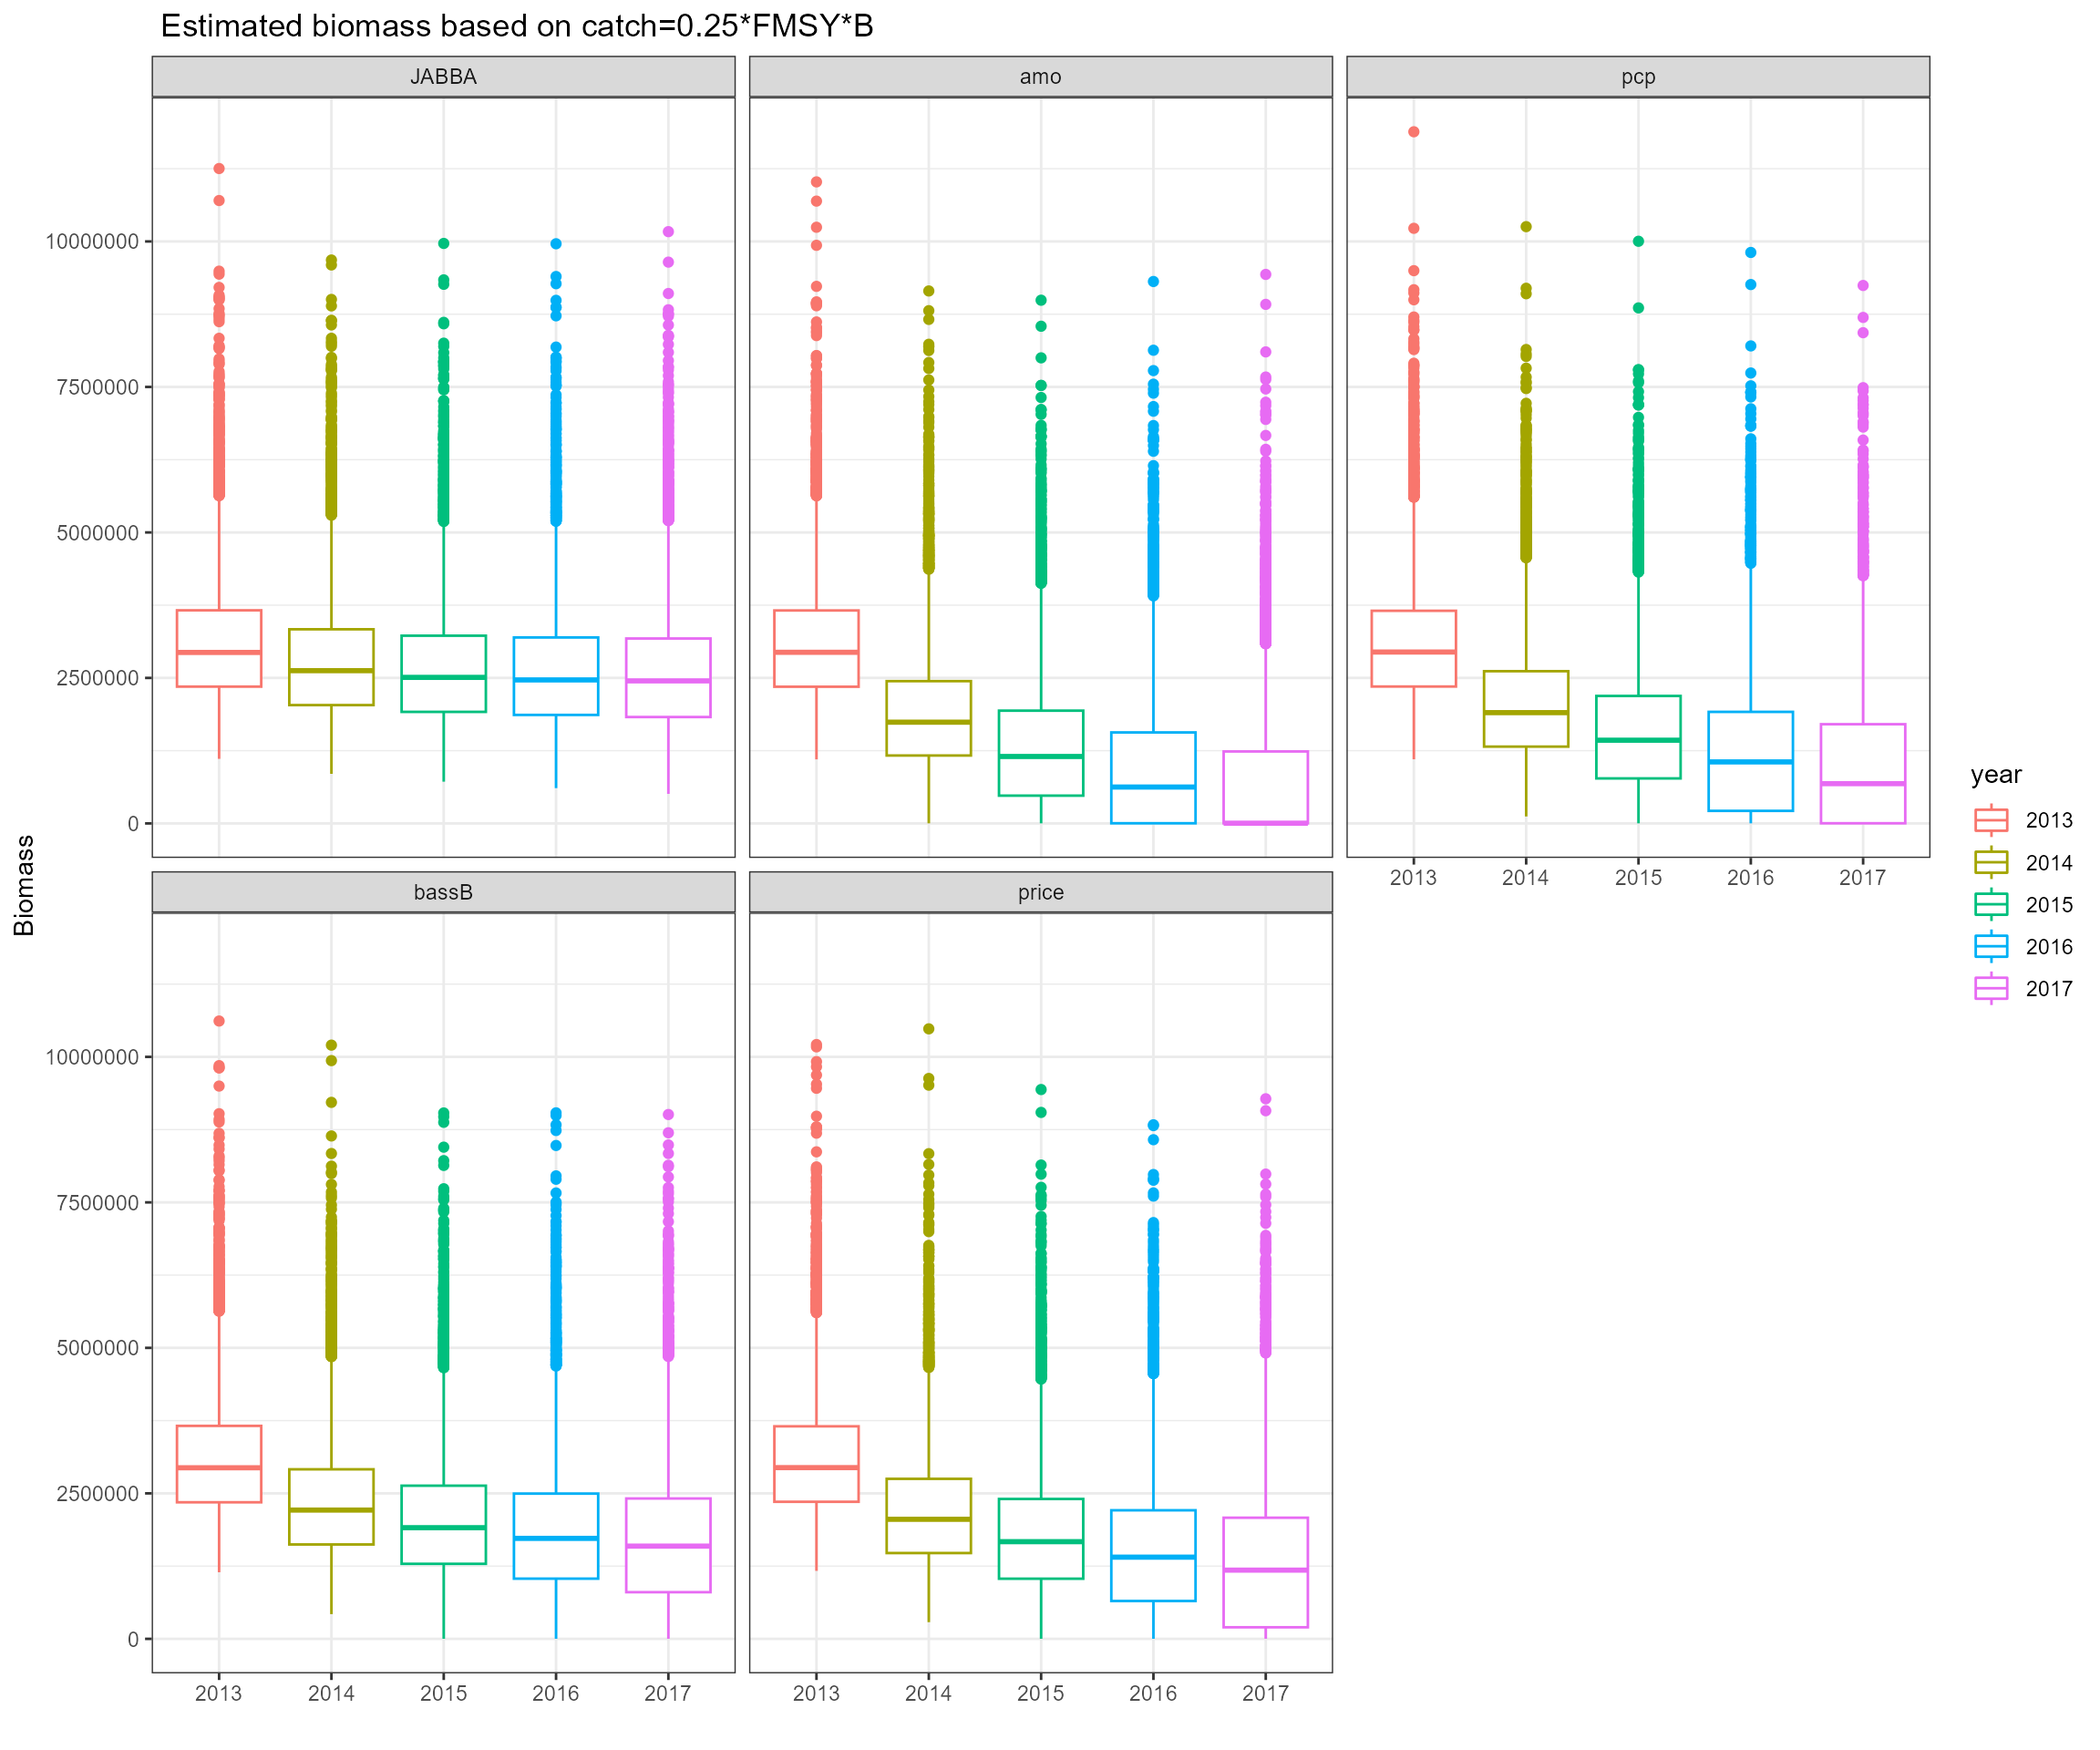 Estimated biomass based on catch=0.25*FMSY*B
JABBA
amo
pcp
10000000
7500000
5000000
2500000
0
2013 2014 2015 2016 2017
Biomass
bassB
price
10000000
7500000
5000000
2500000
0
2013 2014 2015 2016 2017
2013 2014 2015 2016 2017
year
2013
2014
2015
2016
2017